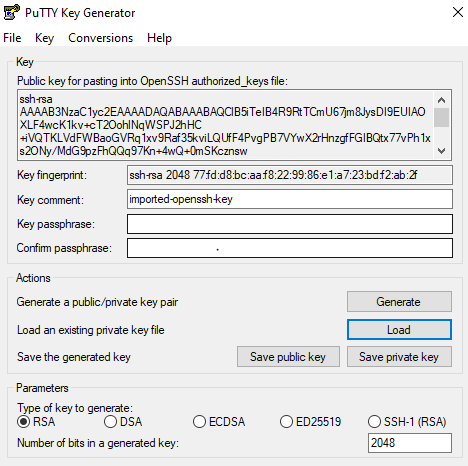 PuTTY Key Generator
File Key Conversions Help
Key
Public key for pasting into OpenSSH authorized_keys file:
ssh-rsa
AAAAB3NzaC1yc2EAAAADAQABAAABAQCIB5iTeIB4R9RtTCmU67jm8JysDI9EUIAO
XLF4wcK1kv+cT2OohlNqWSPJ2hHC
+iVQTKLVdFWBaoGVRq1xv9Raf35kviLQUfF4PvgPB7VYwX2rHnzgfFGIBQtx77vPh1x
s2ONy/MdG9pzFhQQq97Kn+4wQ+0mSKcznsw
Key fingerprint: ssh-rsa 2048 77:fd:d8:bc:aa:f8:22:99:86:e1:a7:23:bd:f2:ab:2f
Key comment: imported-openssh-key
Key passphrase:
Confirm passphrase:
Actions
Generate a public/private key pair Generate
Load an existing private key file Load
Save the generated key Save public key Save private key
Parameters
Type of key to generate:
RSA DSA ECDSA ED25519 SSH-1 (RSA)
Number of bits in a generated key: 2048